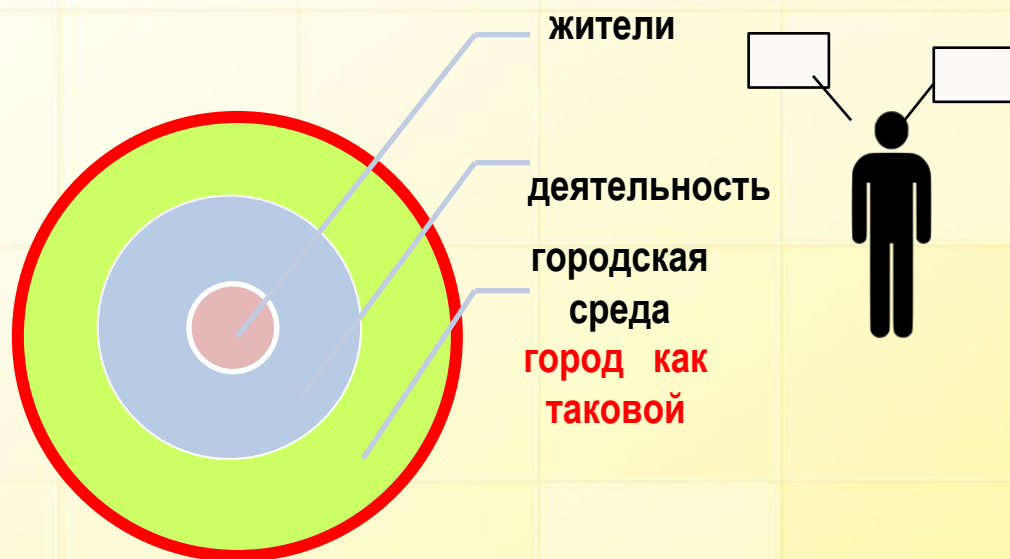 жители
деятельность
городская
среда
город как
таковой